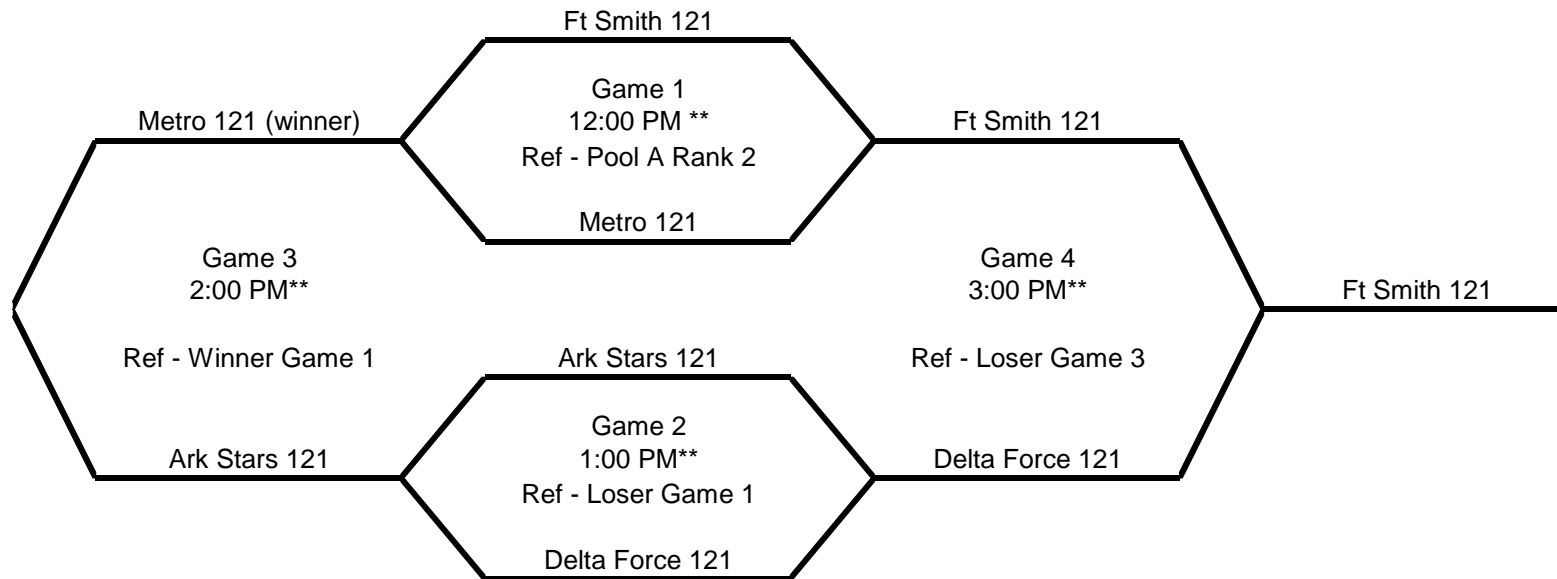 Ft Smith 121
Game 1
12:00 PM **
Ref - Pool A Rank 2
Metro 121 (winner)
Ft Smith 121
Metro 121
Game 3
2:00 PM**
Ref - Winner Game 1
Game 4
3:00 PM**
Ref - Loser Game 3
Ft Smith 121
Ark Stars 121
Game 2
1:00 PM**
Ref - Loser Game 1
Ark Stars 121
Delta Force 121
Delta Force 121